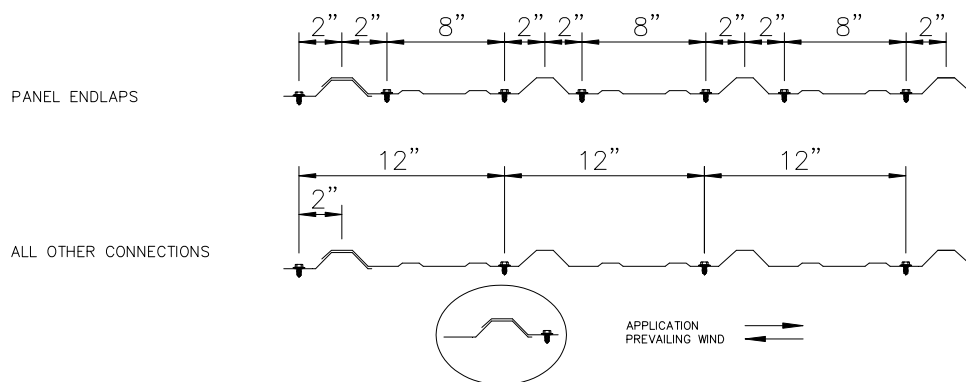 2” 2” 8” 2” 2” 8” 2” 2” 8” 2”
PANEL ENDLAPS
12” 12” 12”
2”
ALL OTHER CONNECTIONS
APPLICATION
PREVAILING WIND